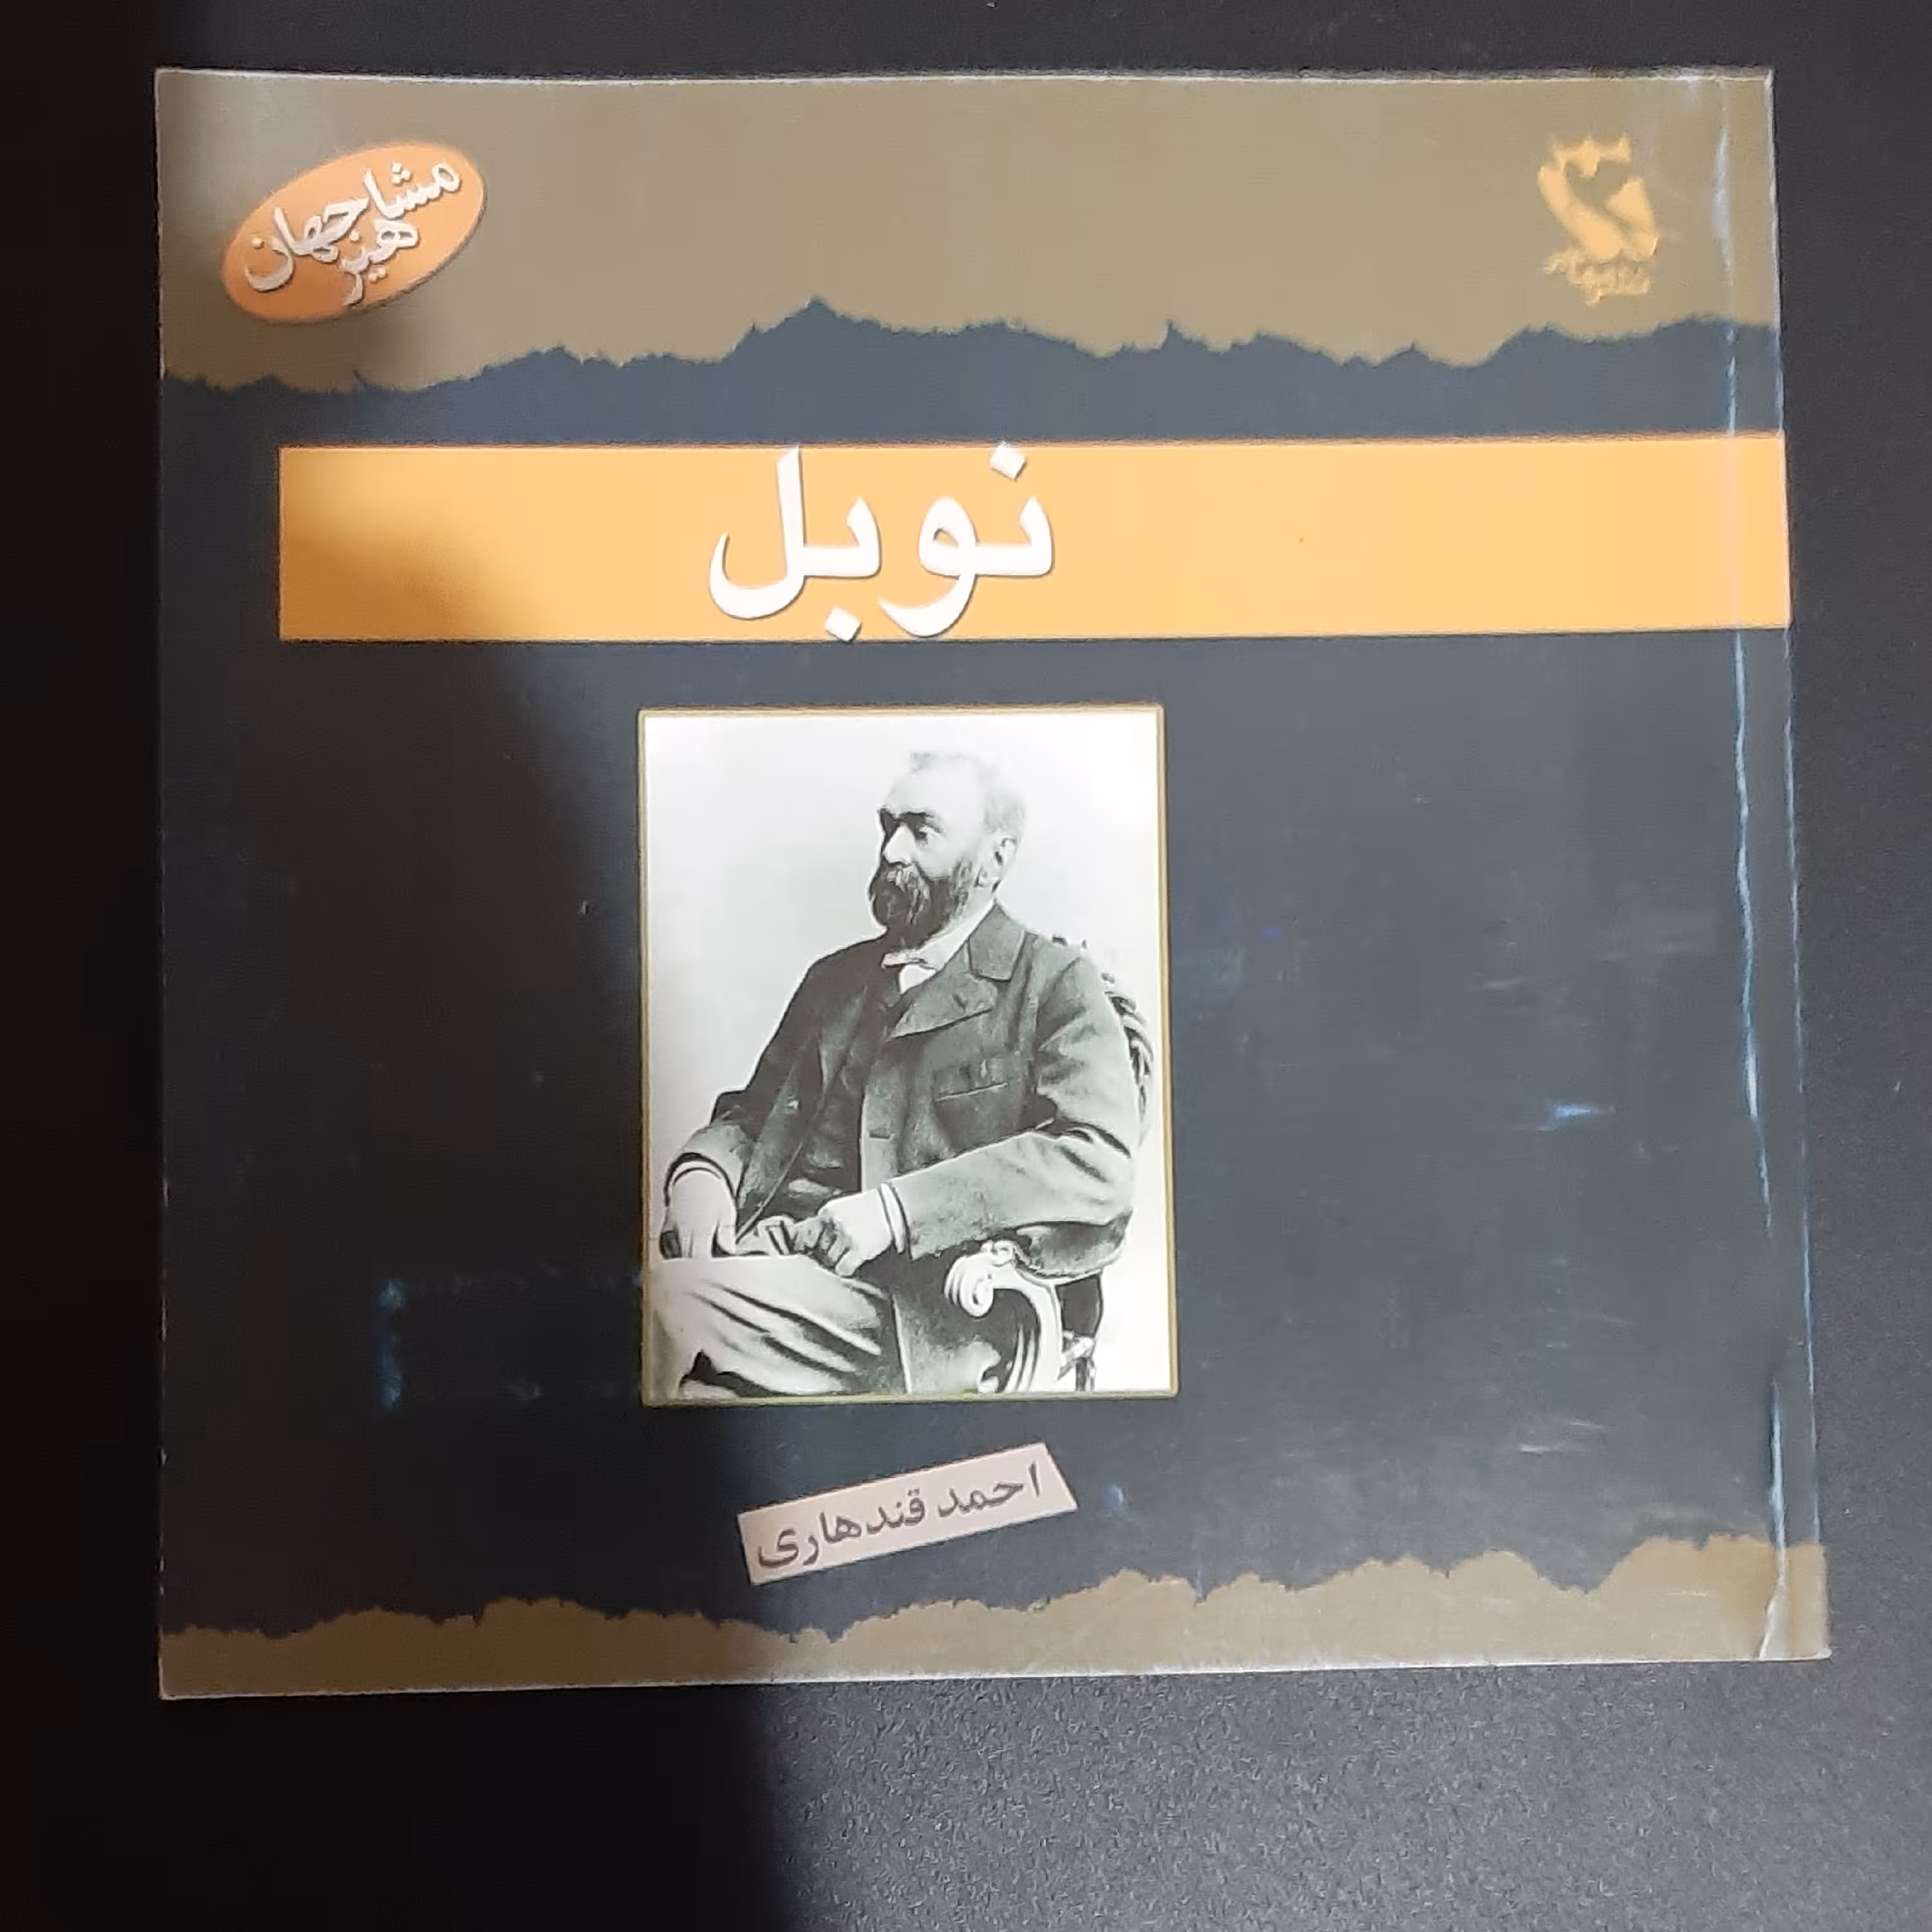 مشاهیر
جهان
نوبل
احمد قندهاری